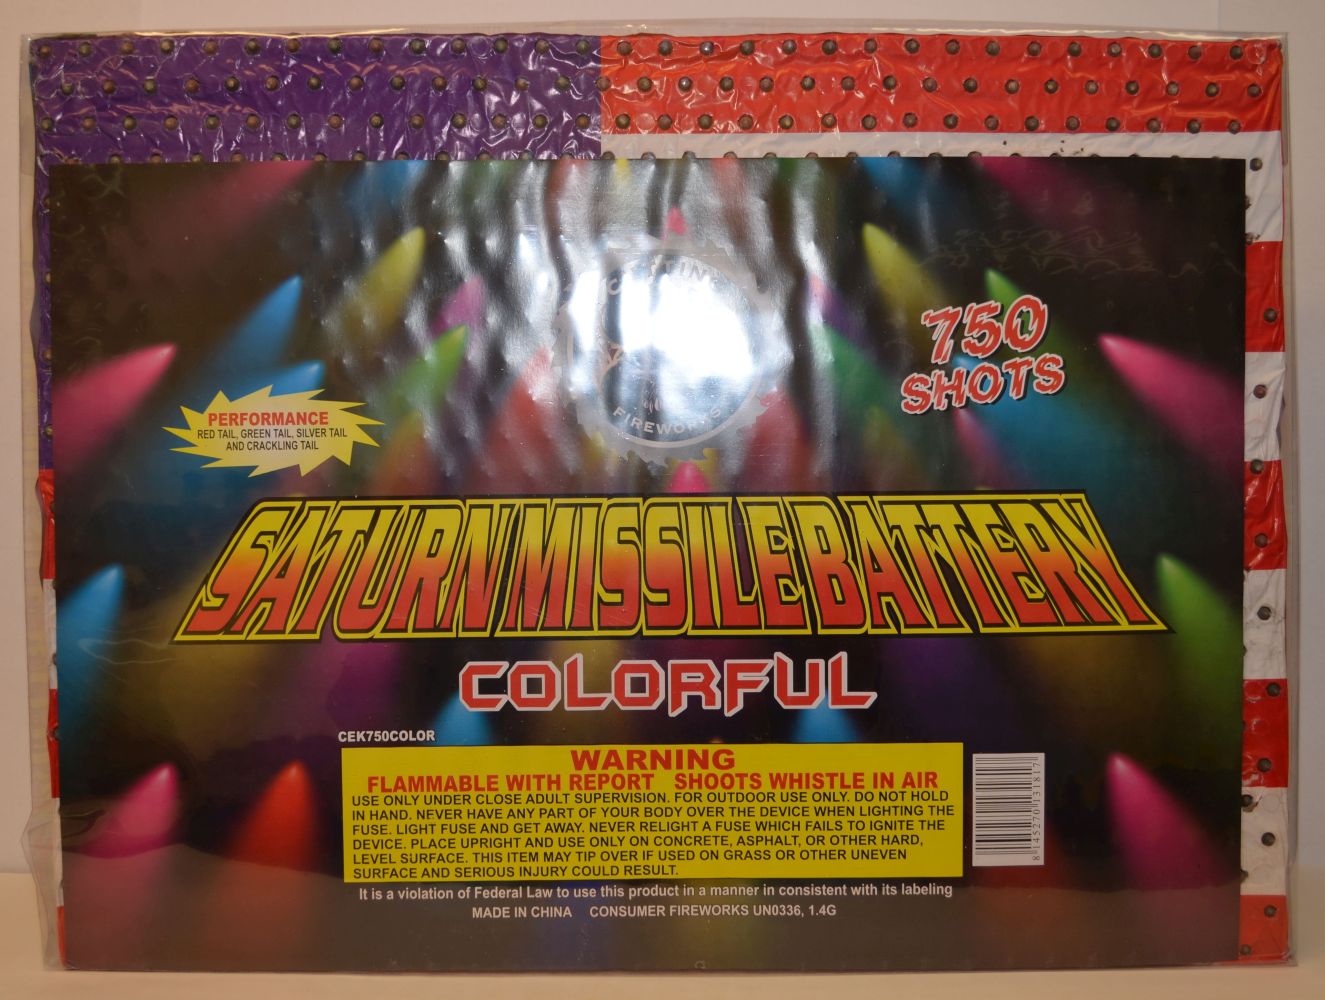 750
SHOTS
FIREWORKS
PERFORMANCE
RED TAIL, GREEN TAIL, SILVER TAIL
AND CRACKLING TAIL
SATURN MISSILE BATTERY
COLORFUL
CEK750COLOR
WARNING
FLAMMABLE WITH REPORT SHOOTS WHISTLE IN AIR
USE ONLY UNDER CLOSE ADULT SUPERVISION. FOR OUTDOOR USE ONLY. DO NOT HOLD
IN HAND. NEVER HAVE ANY PART OF YOUR BODY OVER THE DEVICE WHEN LIGHTING THE
FUSE. LIGHT FUSE AND GET AWAY. NEVER RELIGHT A FUSE WHICH FAILS TO IGNITE THE
DEVICE. PLACE UPRIGHT AND USE ONLY ON CONCRETE, ASPHALT, OR OTHER HARD,
LEVEL SURFACE. THIS ITEM MAY TIP OVER IF USED ON GRASS OR OTHER UNEVEN
SURFACE AND SERIOUS INJURY COULD RESULT.
8 14527013181 7
It is a violation of Federal Law to use this product in a manner in consistent with its labeling
MADE IN CHINA CONSUMER FIREWORKS UN0336, 1.4G